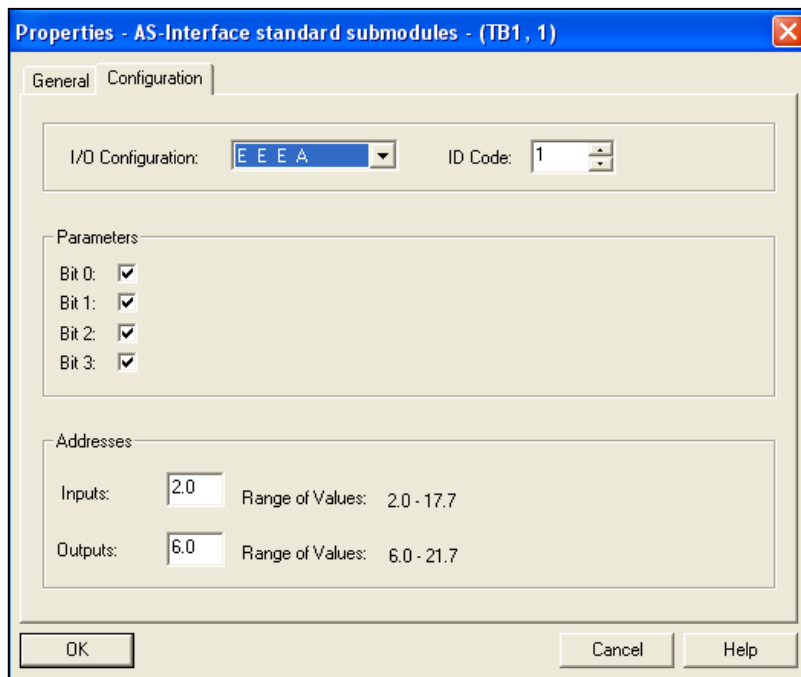 Properties - AS-Interface standard submodules - (TB1 , 1)
General Configuration
I/O Configuration: E E E A ID Code: 1
Parameters
Bit 0:
Bit 1:
Bit 2:
Bit 3:
Addresses
Inputs: 2.0 Range of Values: 2.0 - 17.7
Outputs: 6.0 Range of Values: 6.0 - 21.7
OK Cancel Help